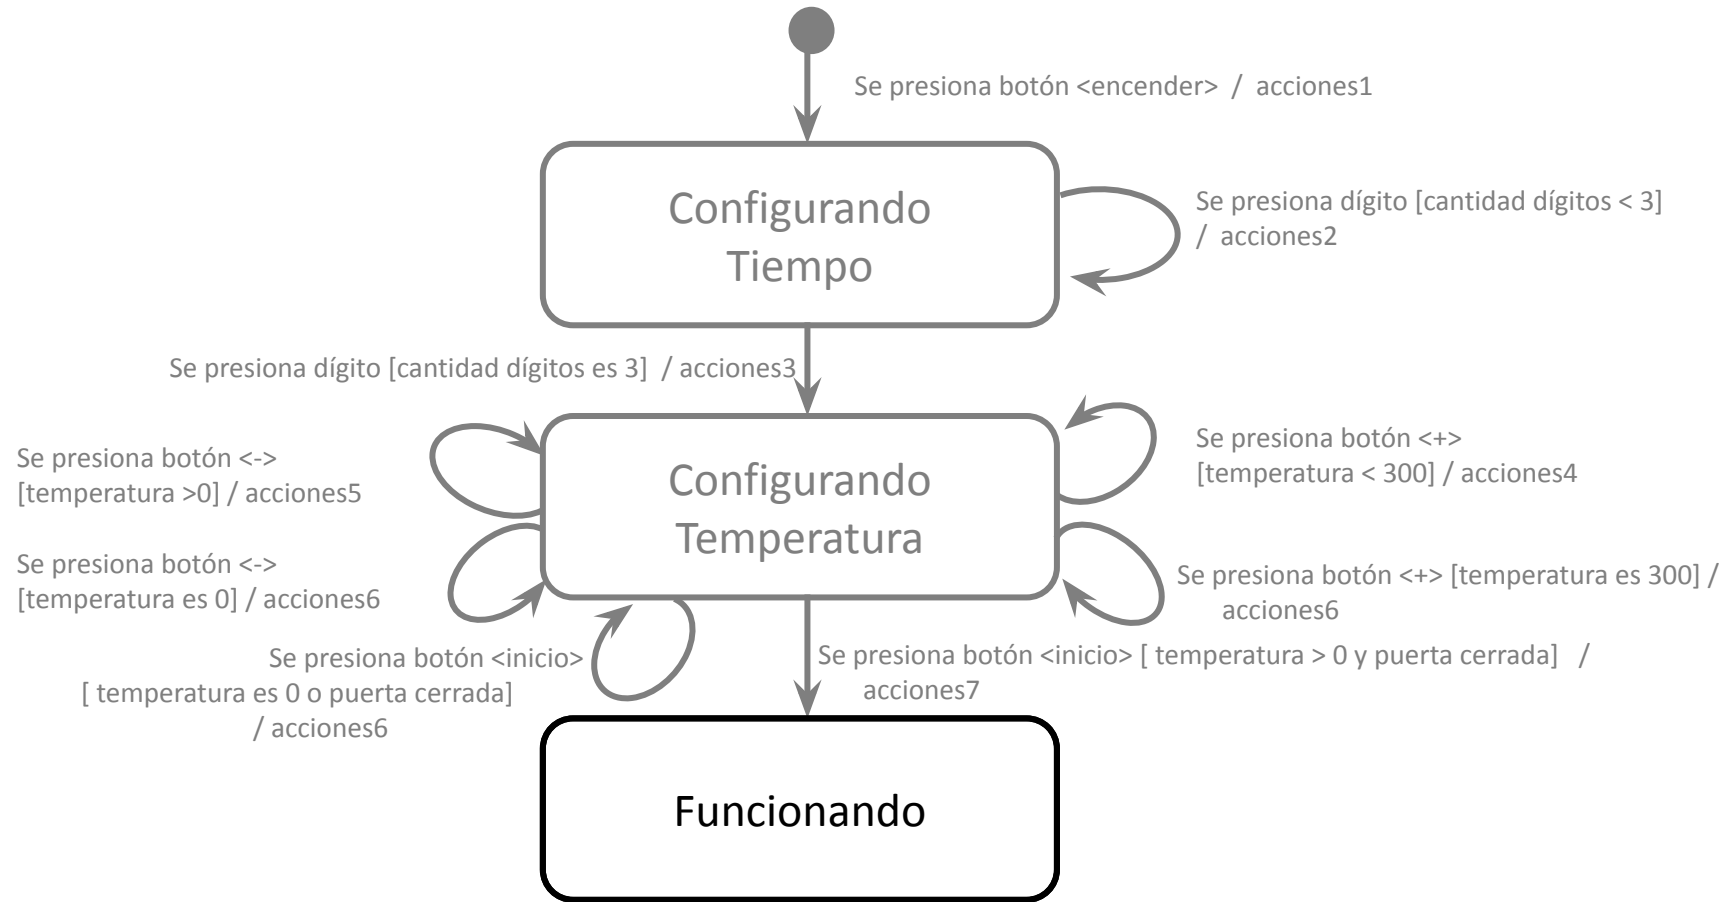 Se presiona botón <encender> / acciones1
Configurando
Tiempo
Se presiona dígito [cantidad dígitos < 3]
/ acciones2
Se presiona dígito [cantidad dígitos es 3] / acciones3
Se presiona botón <->
[temperatura >0] / acciones5
Configurando
Temperatura
Se presiona botón <+>
[temperatura < 300] / acciones4
Se presiona botón <->
[temperatura es 0] / acciones6
Se presiona botón <+> [temperatura es 300] /
acciones6
Se presiona botón <inicio>
[ temperatura es 0 o puerta cerrada]
/ acciones6
Se presiona botón <inicio> [ temperatura > 0 y puerta cerrada] /
acciones7
Funcionando